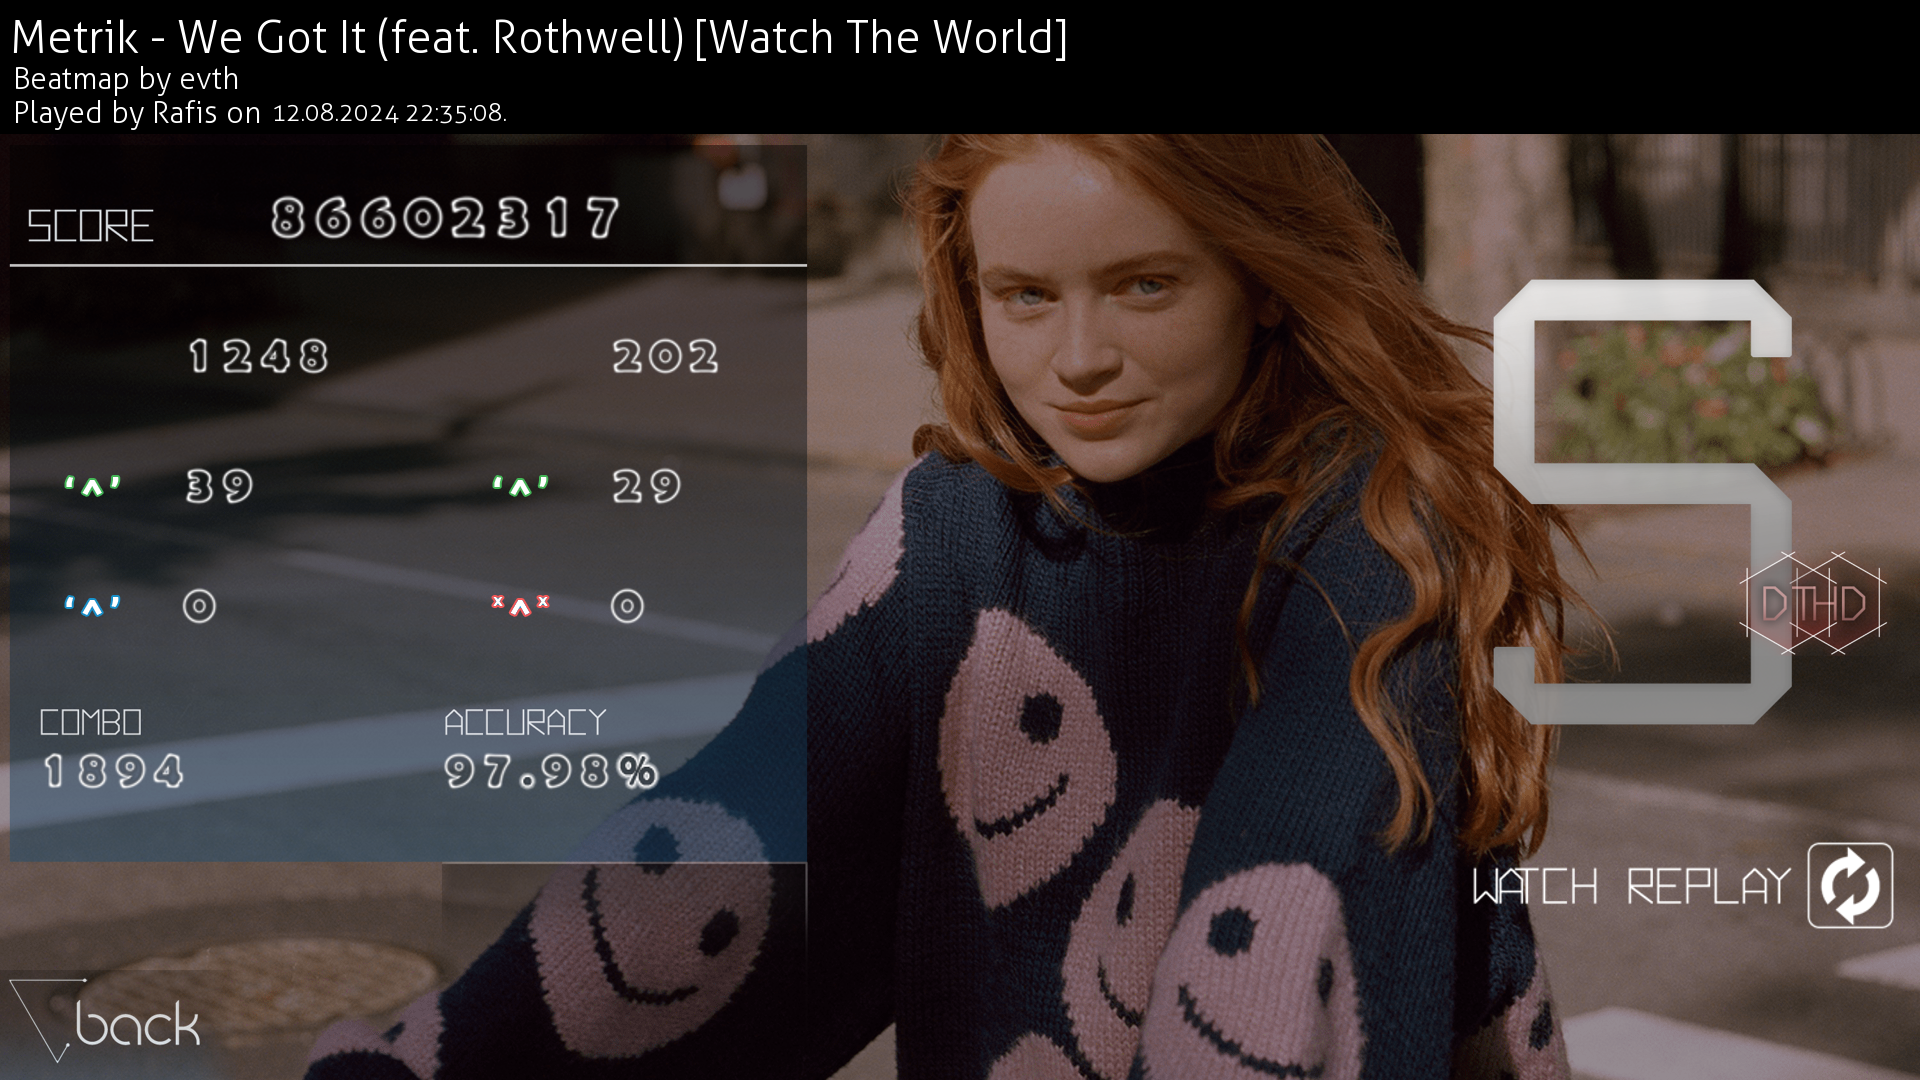 Metrik - We Got It (feat. Rothwell) [Watch The World]
Beatmap by evth
Played by Rafis on 12.08.2024 22:35:08.
SCORE 86602317
1248 202
'^' 39 '^' 29
'^' 0 x^x 0
COMBO ACCURACY
1894 97.98%
S
DT HD
WATCH REPLAY
back